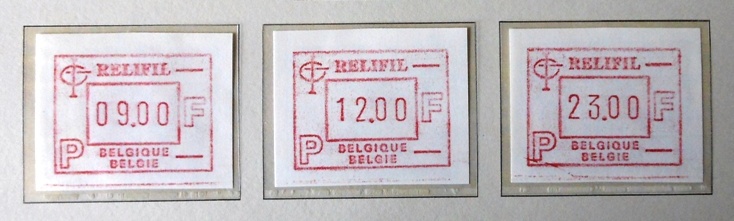 RELIFIL
09.00 F
P BELGIQUE
BELGIE
RELIFIL
12.00 F
P BELGIQUE
BELGIE
RELIFIL
23.00 F
P BELGIQUE
BELGIE